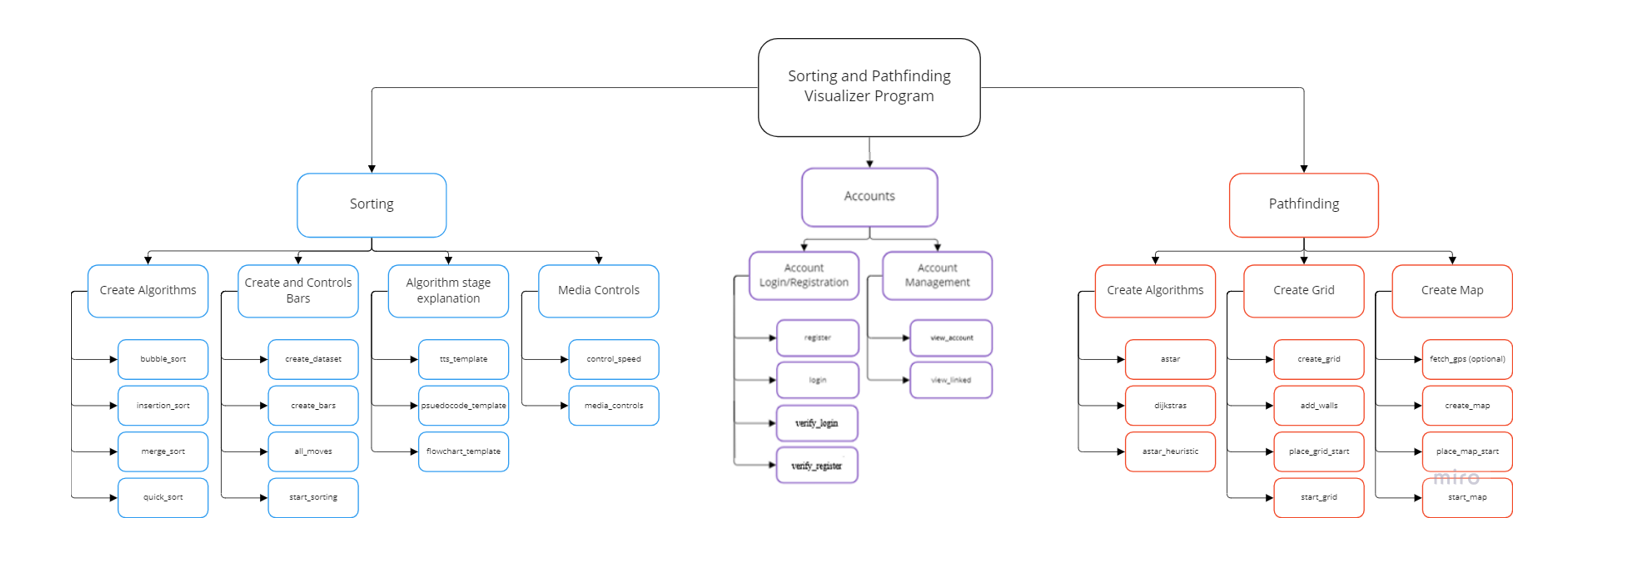 Sorting and Pathfinding
Visualizer Program
Sorting
Accounts
Pathfinding
Create Algorithms
Create and Controls
Bars
Algorithm stage
explanation
Media Controls
Account
Login/Registration
Account
Management
Create Algorithms
Create Grid
Create Map
bubble_sort
insertion_sort
merge_sort
quick_sort
create_dataset
create_bars
all_moves
start_sorting
tts_template
psuedocode_template
flowchart_template
control_speed
media_controls
register
login
verify_login
verify_register
view_account
view_linked
astar
dijkstras
astar_heuristic
create_grid
add_walls
place_grid_start
start_grid
fetch_gps (optional)
create_map
place_map_start
start_map
miro